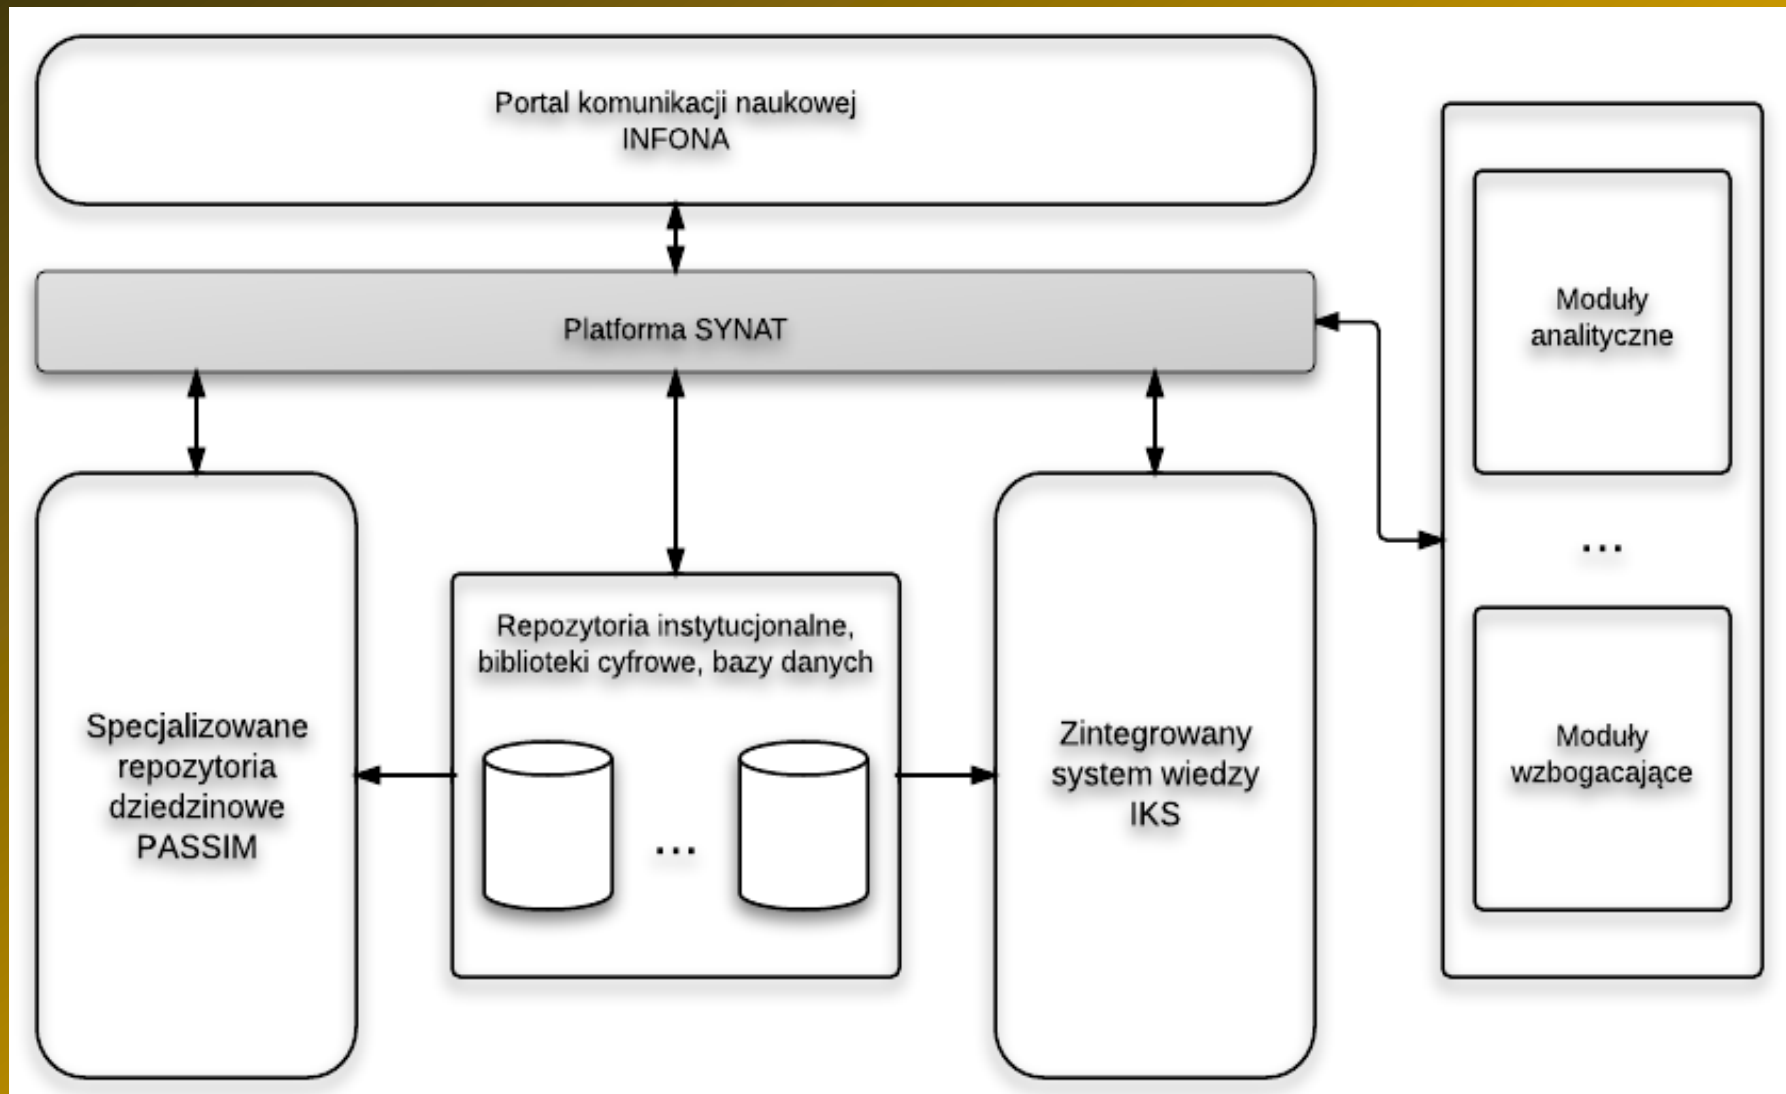 Portal komunikacji naukowej
INFONA
Platforma SYNAT
Moduły
analityczne
...
Moduły
wzbogacające
Repozytoria instytucjonalne,
biblioteki cyfrowe, bazy danych
...
Specjalizowane
repozytoria
dziedzinowe
PASSIM
Zintegrowany
system wiedzy
IKS